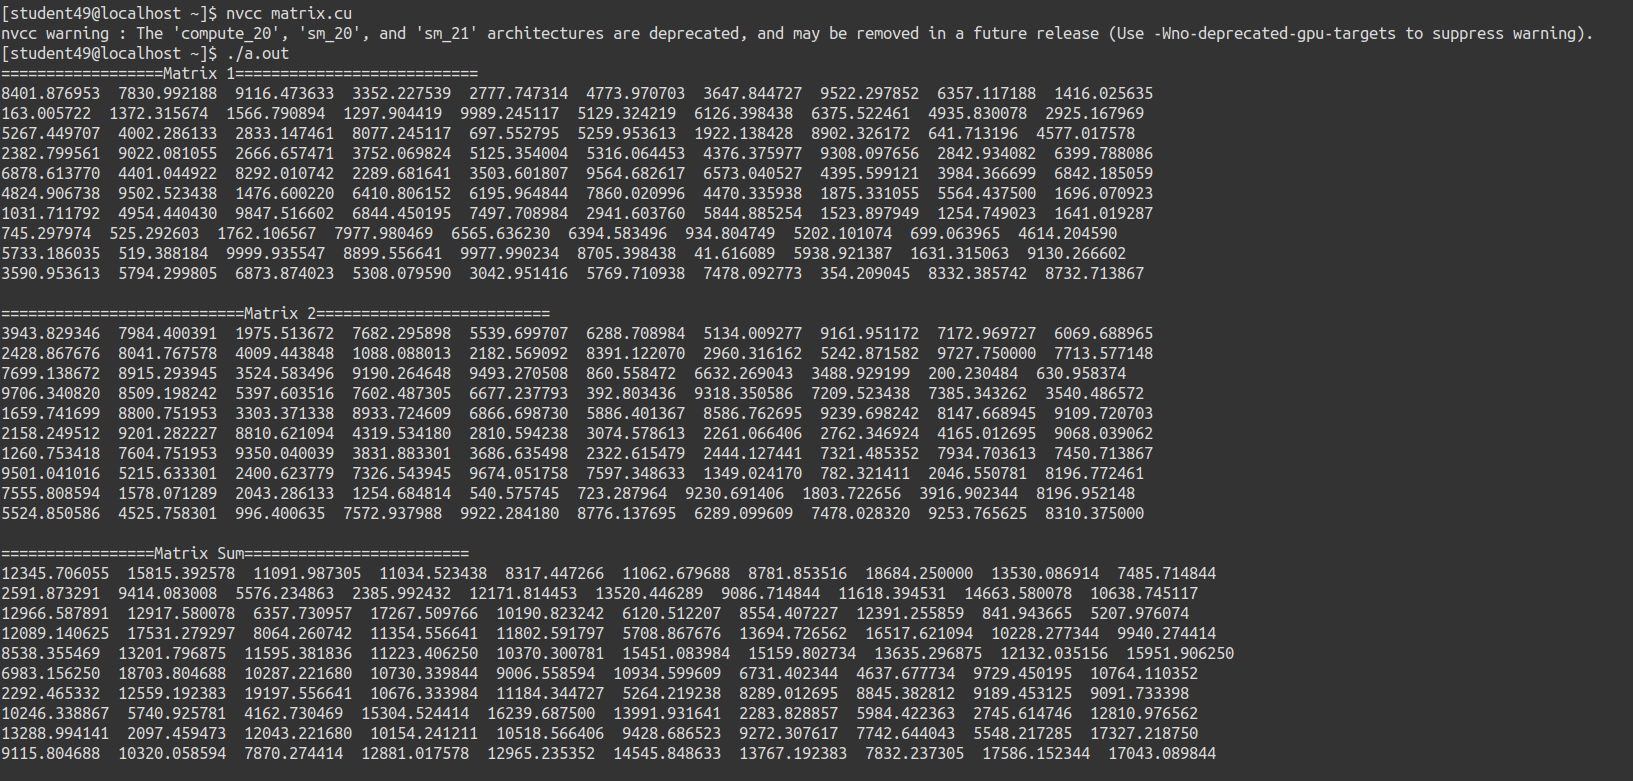 [student49@localhost ~]$ nvcc matrix.cu
nvcc warning : The 'compute_20', 'sm_20', and 'sm_21' architectures are deprecated, and may be removed in a future release (Use -Wno-deprecated-gpu-targets to suppress warning).
[student49@localhost ~]$ ./a.out
==================Matrix 1===========================
8401.876953  7830.992188  9116.473633  3352.227539  2777.747314  4773.970703  3647.844727  9522.297852  6357.117188  1416.025635
163.005722  1372.315674  1566.790894  1297.904419  9989.245117  5129.324219  6126.398438  6375.522461  4935.830078  2925.167969
5267.449707  4002.286133  2833.147461  8077.245117  697.552795  5259.953613  1922.138428  8902.326172  641.713196  4577.017578
2382.799561  9022.081055  2666.657471  3752.069824  5125.354004  5316.064453  4376.375977  9308.097656  2842.934082  6399.788086
6878.613770  4401.044922  8292.010742  2289.681641  3503.601807  9564.682617  6573.040527  4395.599121  3984.366699  6842.185059
4824.906738  9502.523438  1476.600220  6410.806152  6195.964844  7860.020996  4470.335938  1875.331055  5564.437500  1696.070923
1031.711792  4954.440430  9847.516602  6844.450195  7497.708984  2941.603760  5844.885254  1523.897949  1254.749023  1641.019287
745.297974  525.292603  1762.106567  7977.980469  6565.636230  6394.583496  934.804749  5202.101074  699.063965  4614.204590
5733.186035  519.388184  9999.935547  8899.556641  9977.990234  8705.398438  41.616089  5938.921387  1631.315063  9130.266602
3590.953613  5794.299805  6873.874023  5308.079590  3042.951416  5769.710938  7478.092773  354.209045  8332.385742  8732.713867
===========================Matrix 2==========================
3943.829346  7984.400391  1975.513672  7682.295898  5539.699707  6288.708984  5134.009277  9161.951172  7172.969727  6069.688965
2428.867676  8041.767578  4009.443848  1088.088013  2182.569092  8391.122070  2960.316162  5242.871582  9727.750000  7713.577148
7699.138672  8915.293945  3524.583496  9190.264648  9493.270508  860.558472  6632.269043  3488.929199  200.230484  630.958374
9706.340820  8509.198242  5397.603516  7602.487305  6677.237793  392.803436  9318.350586  7209.523438  7385.343262  3540.486572
1659.741699  8800.751953  3303.371338  8933.724609  6866.698730  5886.401367  8586.762695  9239.698242  8147.668945  9109.720703
2158.249512  9201.282227  8810.621094  4319.534180  2810.594238  3074.578613  2261.066406  2762.346924  4165.012695  9068.039062
1260.753418  7604.751953  9350.040039  3831.883301  3686.635498  2322.615479  2444.127441  7321.485352  7934.703613  7450.713867
9501.041016  5215.633301  2400.623779  7326.543945  9674.051758  7597.348633  1349.024170  782.321411  2046.550781  8196.772461
7555.808594  1578.071289  2043.286133  1254.684814  540.575745  723.287964  9230.691406  1803.722656  3916.902344  8196.952148
5524.850586  4525.758301  996.400635  7572.937988  9922.284180  8776.137695  6289.099609  7478.028320  9253.765625  8310.375000
=================Matrix Sum=========================
12345.706055  15815.392578  11091.987305  11034.523438  8317.447266  11062.679688  8781.853516  18684.250000  13530.086914  7485.714844
2591.873291  9414.083008  5576.234863  2385.992432  12171.814453  13520.446289  9086.714844  11618.394531  14663.580078  10638.745117
12966.587891  12917.580078  6357.730957  17267.509766  10190.823242  6120.512207  8554.407227  12391.255859  841.943665  5207.976074
12089.140625  17531.279297  8064.260742  11354.556641  11802.591797  5708.867676  13694.726562  16517.621094  10228.277344  9940.274414
8538.355469  13201.796875  11595.381836  11223.406250  10370.300781  15451.083984  15159.802734  13635.296875  12132.035156  15951.906250
6983.156250  18703.804688  10287.221680  10730.339844  9006.558594  10934.599609  6731.402344  4637.677734  9729.450195  10764.110352
2292.465332  12559.192383  19197.556641  10676.333984  11184.344727  5264.219238  8289.012695  8845.382812  9189.453125  9091.733398
10246.338867  5740.925781  4162.730469  15304.524414  16239.687500  13991.931641  2283.828857  5984.422363  2745.614746  12810.976562
13288.994141  2097.459473  12043.221680  10154.241211  10518.566406  9428.686523  9272.307617  7742.644043  5548.217285  17327.218750
9115.804688  10320.058594  7870.274414  12881.017578  12965.235352  14545.848633  13767.192383  7832.237305  17586.152344  17043.089844